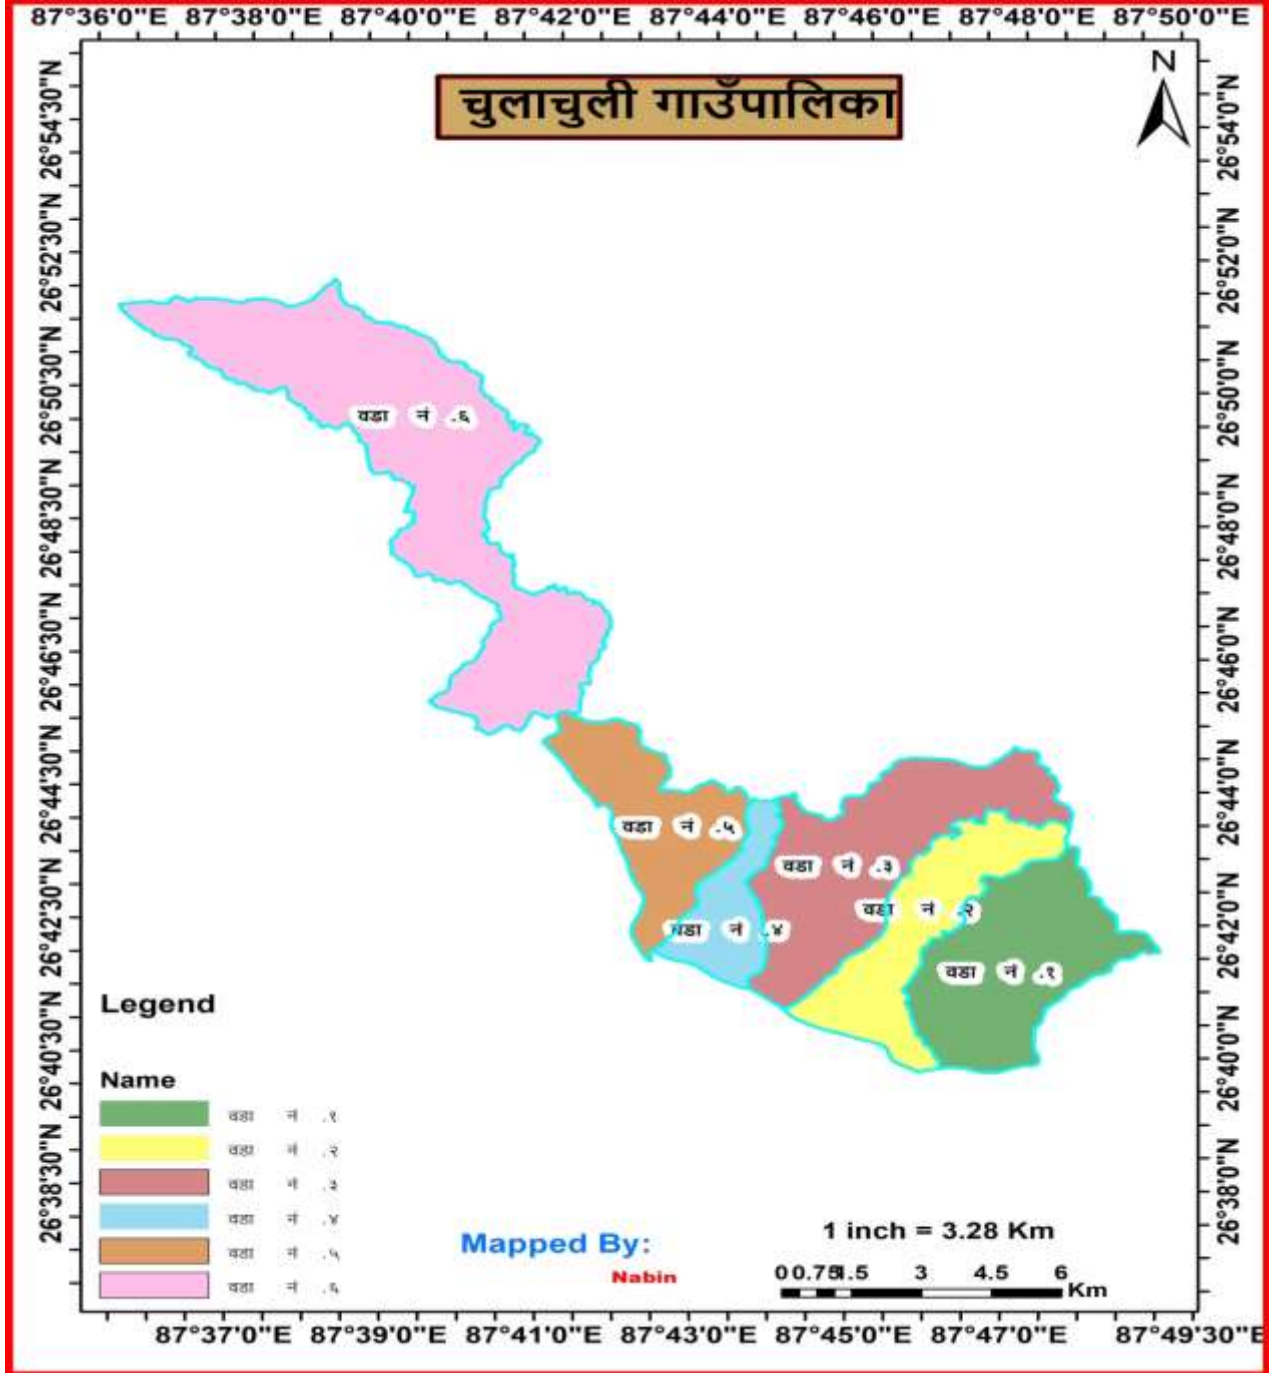 87°36'0"E 87°38'0"E 87°40'0"E 87°42'0"E 87°44'0"E 87°46'0"E 87°48'0"E 87°50'0"E
चुलाचुली गाउँपालिका
N
26°54'30"N
26°52'30"N
26°50'30"N
26°48'30"N
26°46'30"N
26°44'30"N
26°42'30"N
26°40'30"N
26°38'30"N
26°54'0"N
26°52'0"N
26°50'0"N
26°48'0"N
26°46'0"N
26°44'0"N
26°42'0"N
26°40'0"N
26°38'0"N
वडा नं .६
वडा नं .५
वडा नं .३
वडा नं .२
वडा नं .४
वडा नं .१
Legend
Name
वडा नं .१
वडा नं .२
वडा नं .३
वडा नं .४
वडा नं .५
वडा नं .६
Mapped By:
Nabin
1 inch = 3.28 Km
0 0.75 1.5 3 4.5 6
Km
87°37'0"E 87°39'0"E 87°41'0"E 87°43'0"E 87°45'0"E 87°47'0"E 87°49'30"E